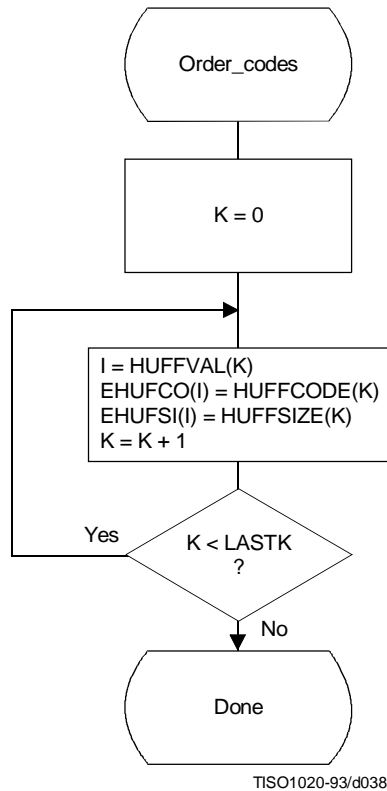 Order_codes
K = 0
I = HUFFVAL(K)
EHUFCO(I) = HUFFCODE(K)
EHUFSI(I) = HUFFSIZE(K)
K = K + 1
Yes
K < LASTK
?
No
Done
TISO1020-93/d038